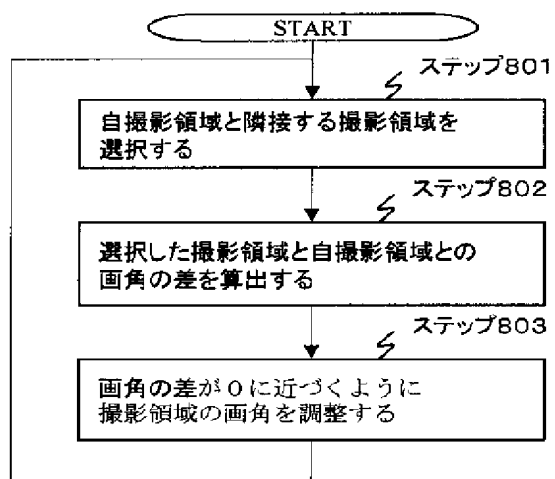 START
ステップ801
自撮影領域と隣接する撮影領域を
選択する
ステップ802
選択した撮影領域と自撮影領域との
画角の差を算出する
ステップ803
画角の差が0に近づくように
撮影領域の画角を調整する